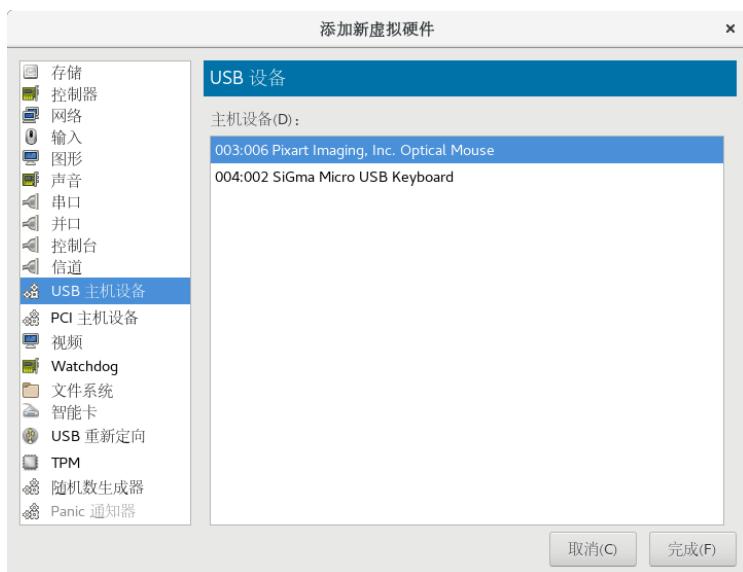 添加新虚拟硬件
存储
控制器
网络
输入
图形
声音
串口
并口
控制台
信道
USB 主机设备
PCI 主机设备
视频
Watchdog
文件系统
智能卡
USB 重新定向
TPM
随机数生成器
Panic 通知器
USB 设备
主机设备(D)：
003:006 Pixart Imaging, Inc. Optical Mouse
004:002 SiGma Micro USB Keyboard
取消(C)
完成(F)